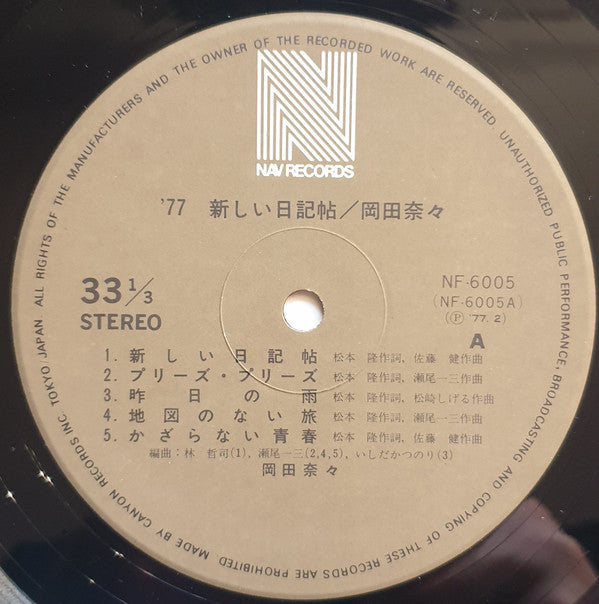 ALL RIGHTS OF THE MANUFACTURERS AND THE OWNER OF THE RECORDED WORK ARE RESERVED. UNAUTHORIZED PUBLIC PERFORMANCE, BROADCASTING AND COPYING OF THESE RECORDS ARE PROHIBITED. MADE BY CANYON RECORDS INC. TOKYO JAPAN
N
NAV RECORDS
'77 新しい日記帖/岡田奈々
33 1/3
STEREO
NF-6005
(NF-6005A)
(Ⓟ '77. 2)
A
1. 新しい日記帖 松本 隆作詞、佐藤 健作曲
2. プリーズ・プリーズ 松本 隆作詞、瀬尾一三作曲
3. 昨日の雨 松本 隆作詞、松崎しげる作曲
4. 地図のない旅 松本 隆作詞、瀬尾一三作曲
5. かざらない青春 松本 隆作詞、佐藤 健作曲
編曲:林 哲司(1)、瀬尾一三(2,4,5)、いしだかつのり(3)
岡田奈々